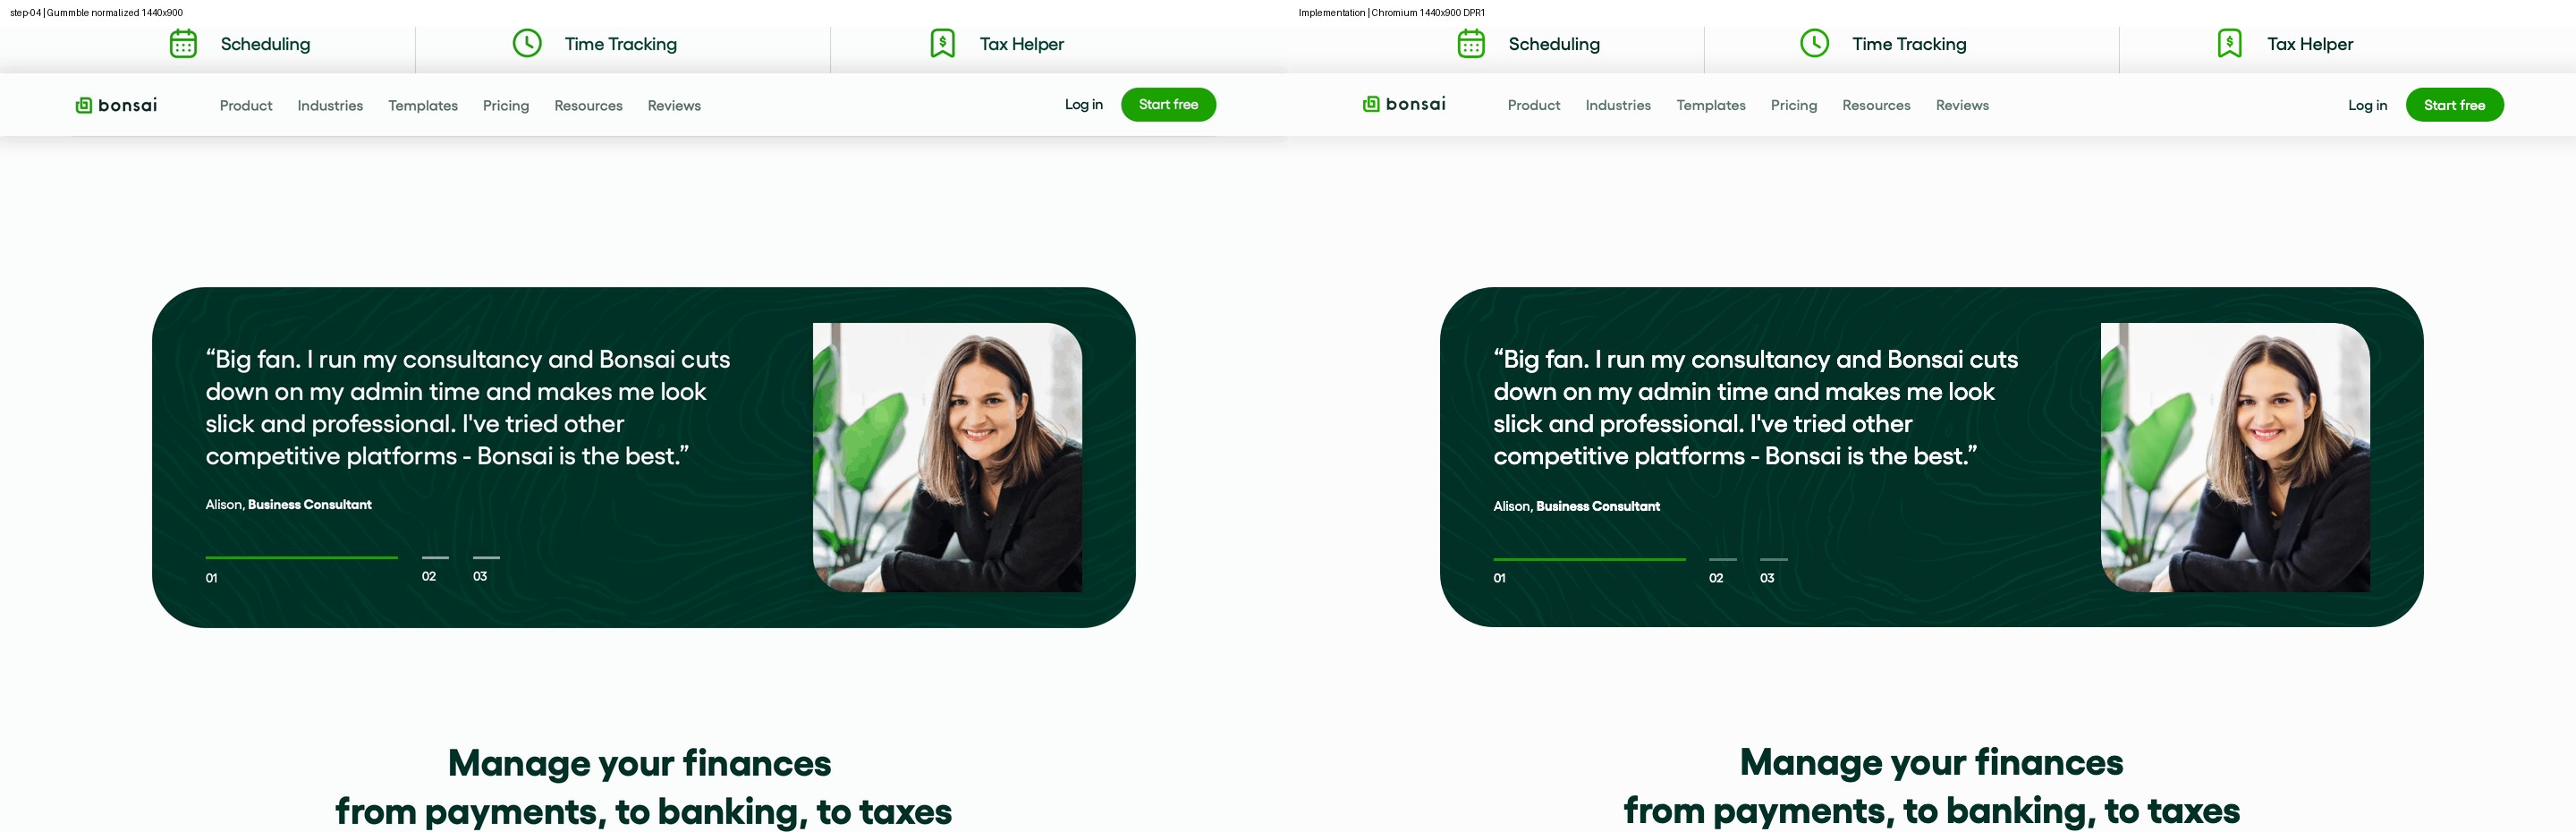 step-04 | Gummble normalized 1440x900
Scheduling
Time Tracking
Tax Helper
bonsai
Product
Industries
Templates
Pricing
Resources
Reviews
Log in
Start free
“Big fan. I run my consultancy and Bonsai cuts
down on my admin time and makes me look
slick and professional. I've tried other
competitive platforms - Bonsai is the best.”
Alison, Business Consultant
01
02
03
Manage your finances
from payments, to banking, to taxes
Implementation | Chromium 1440x900 DPR1
Scheduling
Time Tracking
Tax Helper
bonsai
Product
Industries
Templates
Pricing
Resources
Reviews
Log in
Start free
“Big fan. I run my consultancy and Bonsai cuts
down on my admin time and makes me look
slick and professional. I've tried other
competitive platforms - Bonsai is the best.”
Alison, Business Consultant
01
02
03
Manage your finances
from payments, to banking, to taxes